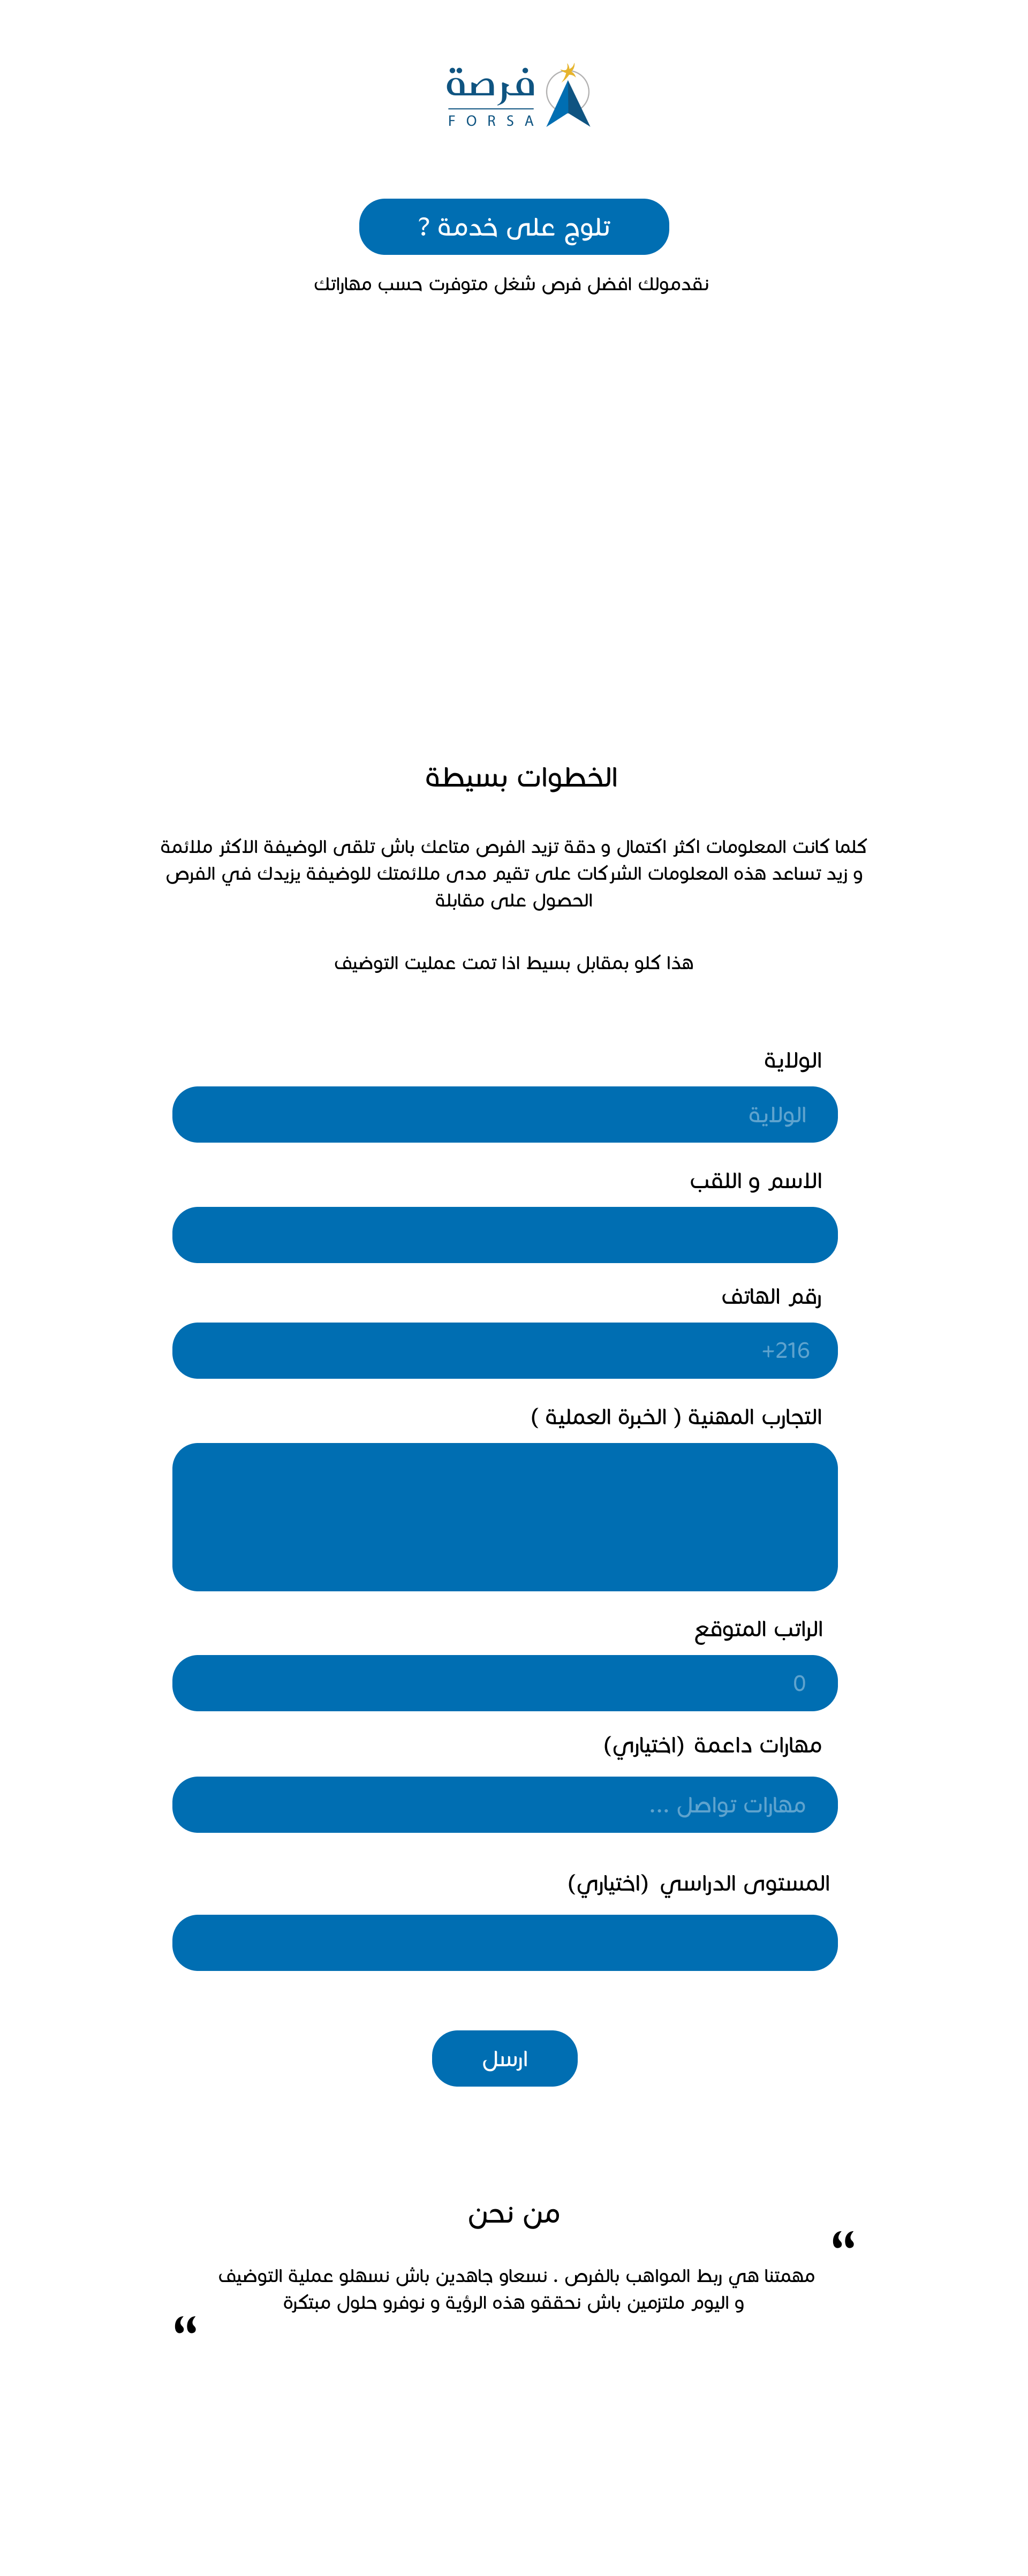 فرصة
FORSA
تلوج على خدمة ?
نقدمولك افضل فرص شغل متوفرت حسب مهاراتك
الخطوات بسيطة
كلما كانت المعلومات اكثر اكتمال و دقة تزيد الفرص متاعك باش تلقى الوضيفة الاكثر ملائمة
و زيد تساعد هذه المعلومات الشركات على تقيم مدى ملائمتك للوضيفة يزيدك في الفرص
الحصول على مقابلة
هذا كلو بمقابل بسيط اذا تمت عمليت التوضيف
الولاية
الولاية
الاسم و اللقب
رقم الهاتف
+216
التجارب المهنية ( الخبرة العملية )
الراتب المتوقع
0
مهارات داعمة (اختياري)
مهارات تواصل ...
المستوى الدراسي (اختياري)
ارسل
من نحن
“
مهمتنا هي ربط المواهب بالفرص . نسعاو جاهدين باش نسهلو عملية التوضيف
و اليوم ملتزمين باش نحققو هذه الرؤية و نوفرو حلول مبتكرة
“